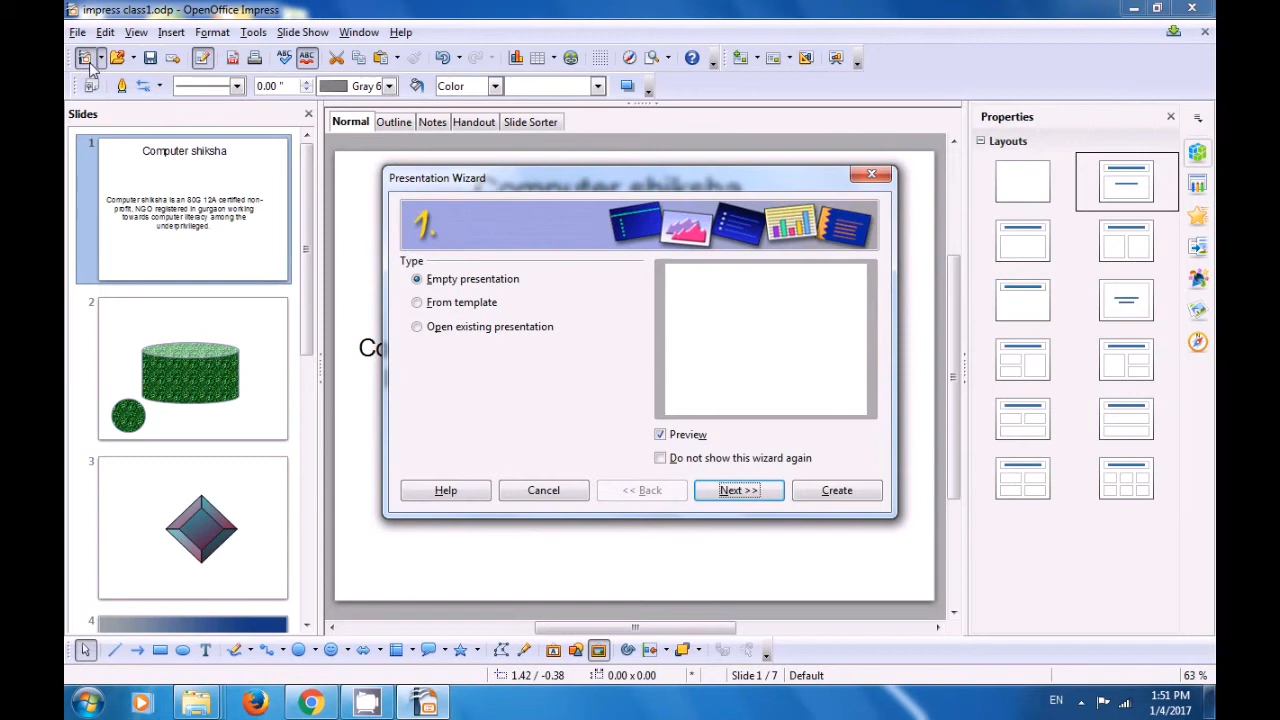 impress class1.odp - OpenOffice Impress
File Edit View Insert Format Tools Slide Show Window Help
ABC ABC
0.00 " Gray 6 Color
Slides
Normal Outline Notes Handout Slide Sorter
Properties
Layouts
1
Computer shiksha
Computer shiksha is an 80G 12A certified non-
profit, NGO registered in gurgaon working
towards computer literacy among the
underprivileged.
2
3
4
Computer shiksha
Co
Presentation Wizard
1.
Type
Empty presentation
From template
Open existing presentation
Preview
Do not show this wizard again
Help Cancel << Back Next >> Create
1.42 / -0.38 0.00 x 0.00 * Slide 1 / 7 Default 63 %
EN
1:51 PM
1/4/2017